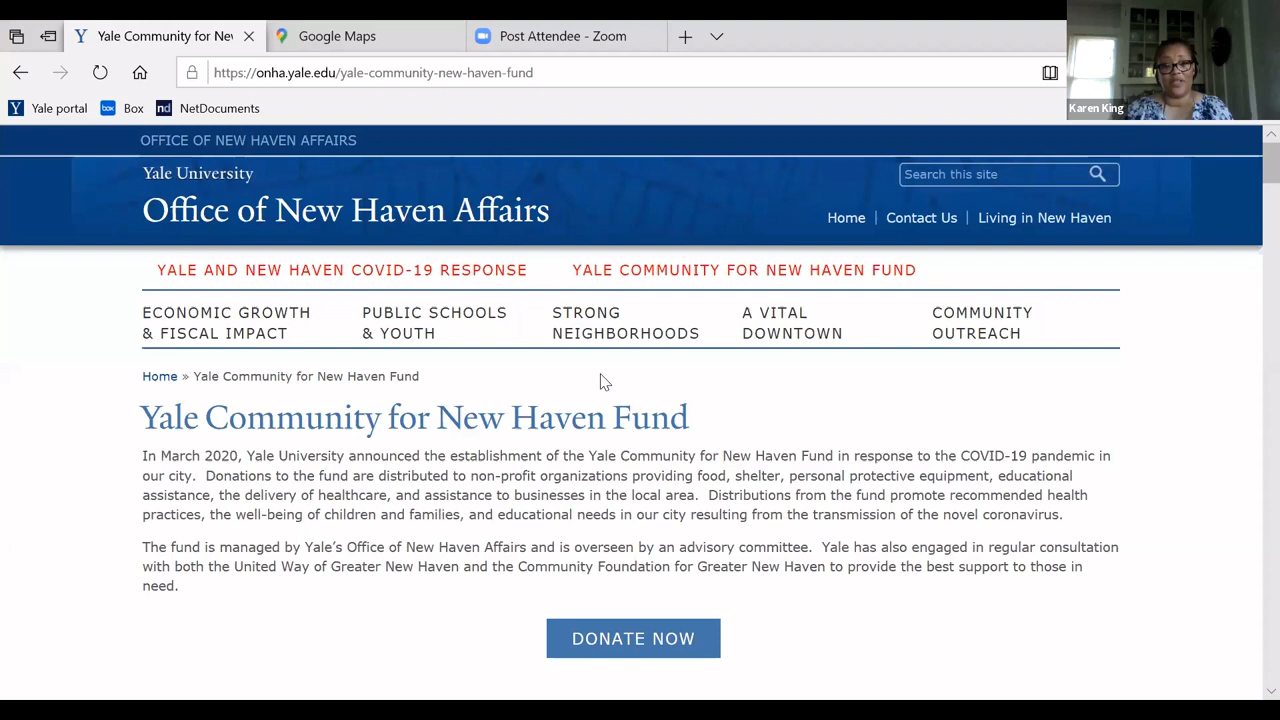 Yale Community for Nev
Google Maps
Post Attendee - Zoom
https://onha.yale.edu/yale-community-new-haven-fund
Karen King
Y Yale portal
box Box
nd NetDocuments
OFFICE OF NEW HAVEN AFFAIRS
Yale University
Office of New Haven Affairs
Search this site
Home | Contact Us | Living in New Haven
YALE AND NEW HAVEN COVID-19 RESPONSE
YALE COMMUNITY FOR NEW HAVEN FUND
ECONOMIC GROWTH
& FISCAL IMPACT
PUBLIC SCHOOLS
& YOUTH
STRONG
NEIGHBORHOODS
A VITAL
DOWNTOWN
COMMUNITY
OUTREACH
Home » Yale Community for New Haven Fund
Yale Community for New Haven Fund
In March 2020, Yale University announced the establishment of the Yale Community for New Haven Fund in response to the COVID-19 pandemic in
our city. Donations to the fund are distributed to non-profit organizations providing food, shelter, personal protective equipment, educational
assistance, the delivery of healthcare, and assistance to businesses in the local area. Distributions from the fund promote recommended health
practices, the well-being of children and families, and educational needs in our city resulting from the transmission of the novel coronavirus.
The fund is managed by Yale’s Office of New Haven Affairs and is overseen by an advisory committee. Yale has also engaged in regular consultation
with both the United Way of Greater New Haven and the Community Foundation for Greater New Haven to provide the best support to those in
need.
DONATE NOW